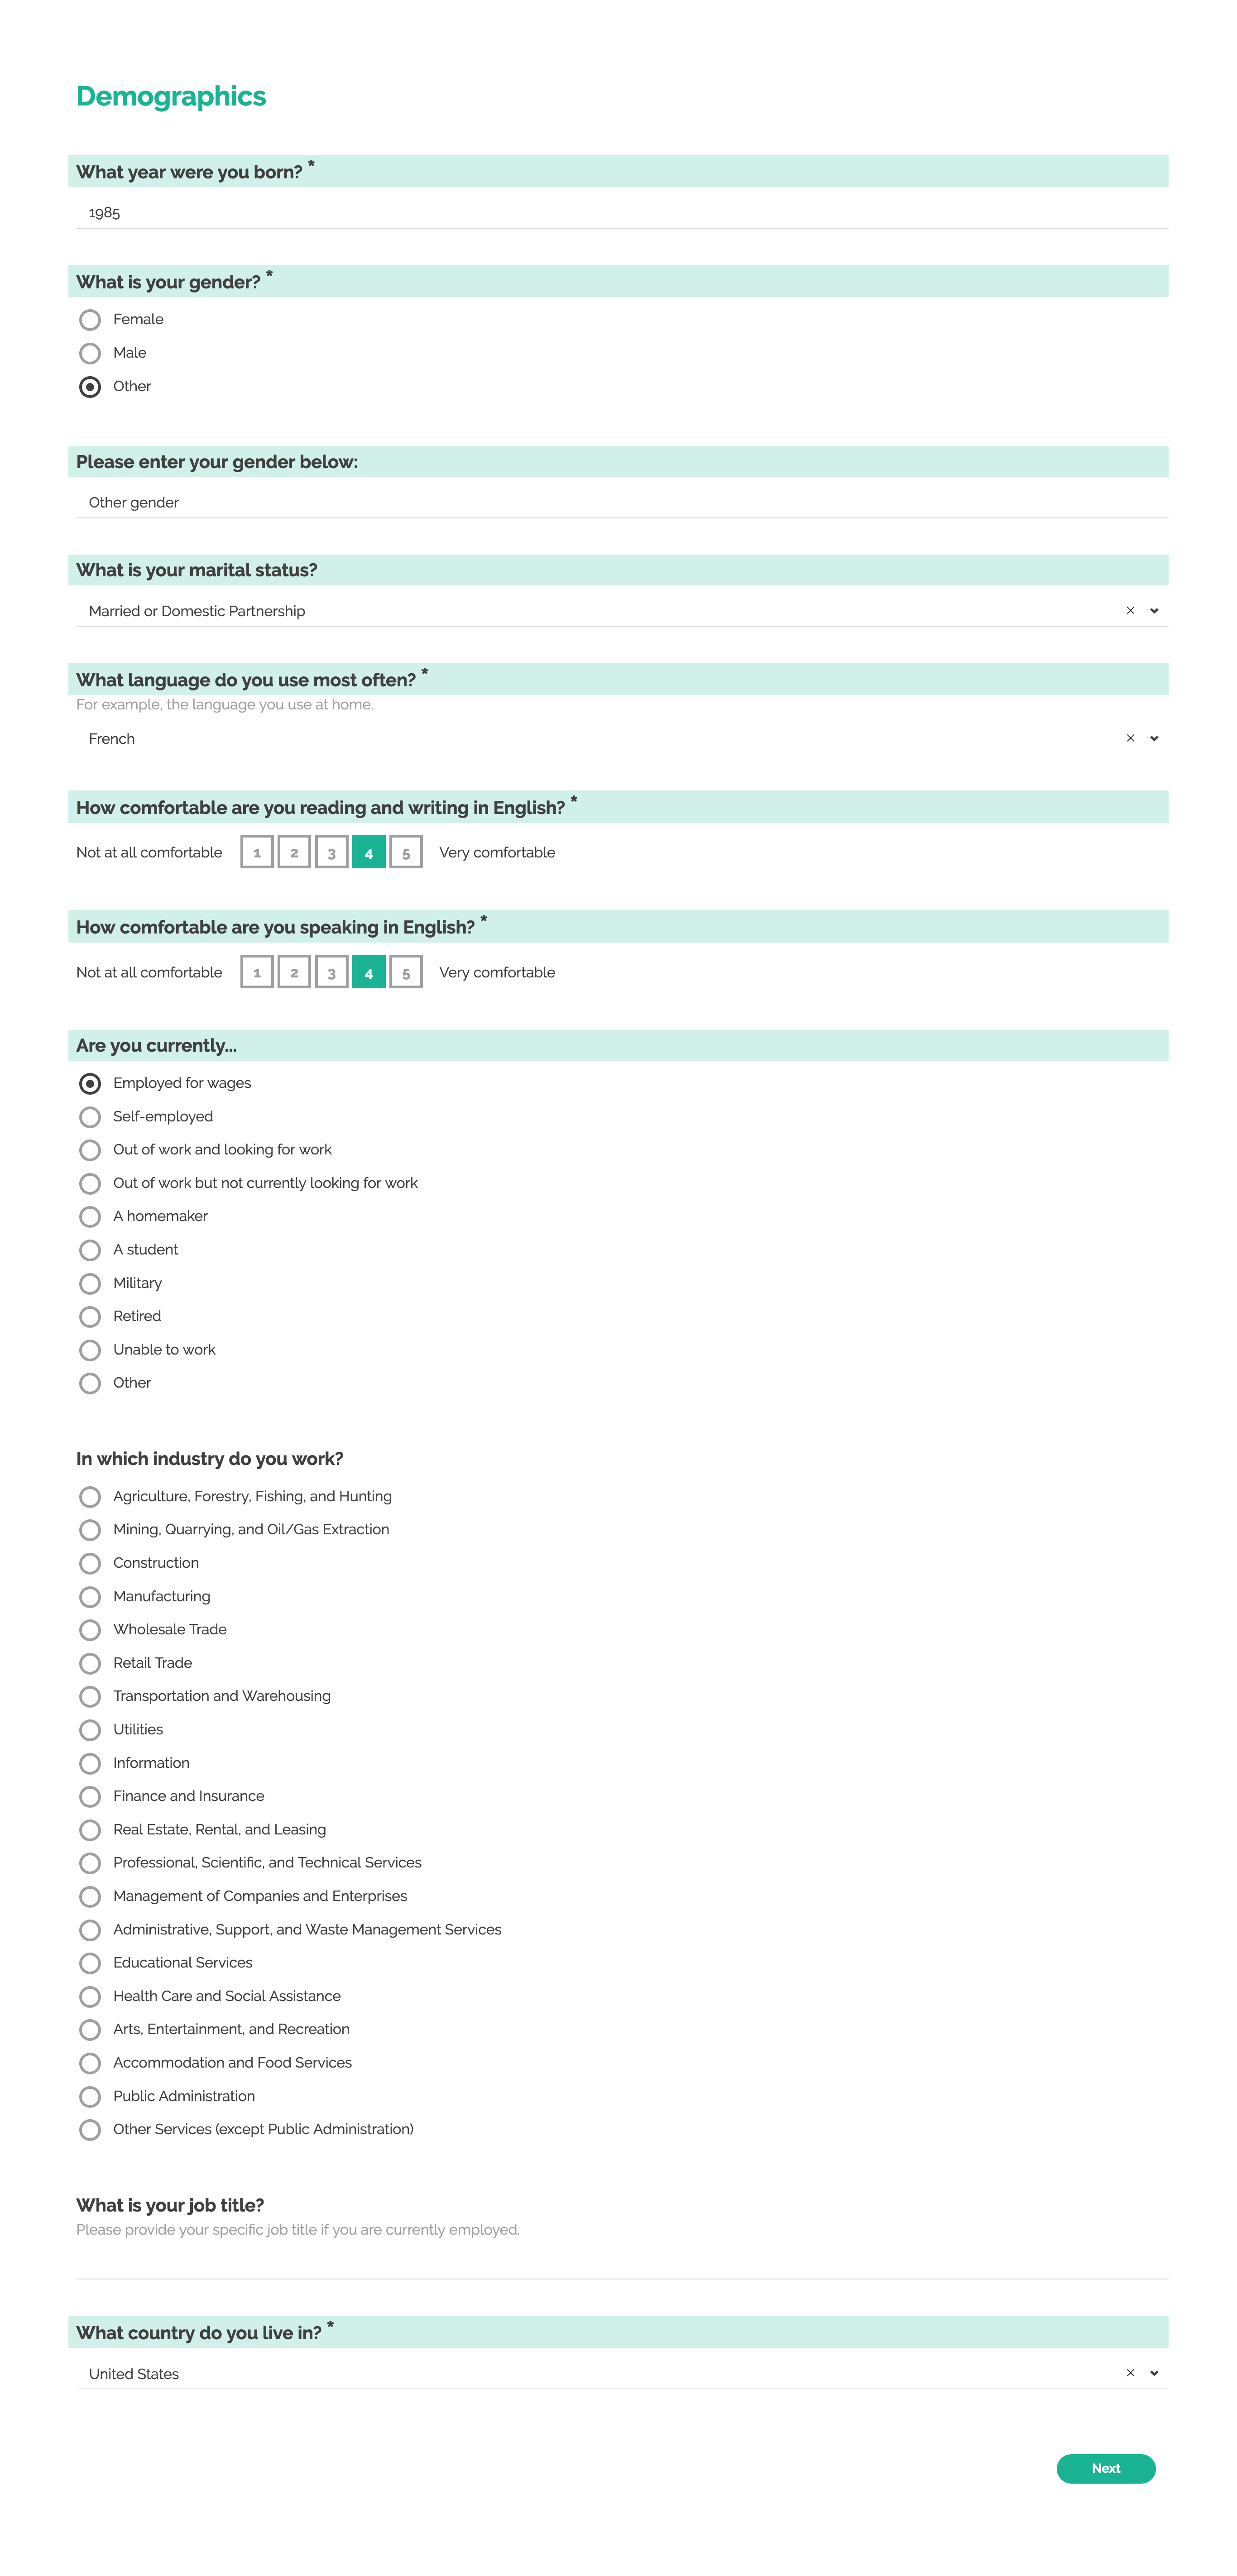 Demographics
What year were you born? *
1985
What is your gender? *
Female
Male
Other
Please enter your gender below:
Other gender
What is your marital status?
Married or Domestic Partnership
What language do you use most often? *
For example, the language you use at home.
French
How comfortable are you reading and writing in English? *
Not at all comfortable 1 2 3 4 5 Very comfortable
How comfortable are you speaking in English? *
Not at all comfortable 1 2 3 4 5 Very comfortable
Are you currently...
Employed for wages
Self-employed
Out of work and looking for work
Out of work but not currently looking for work
A homemaker
A student
Military
Retired
Unable to work
Other
In which industry do you work?
Agriculture, Forestry, Fishing, and Hunting
Mining, Quarrying, and Oil/Gas Extraction
Construction
Manufacturing
Wholesale Trade
Retail Trade
Transportation and Warehousing
Utilities
Information
Finance and Insurance
Real Estate, Rental, and Leasing
Professional, Scientific, and Technical Services
Management of Companies and Enterprises
Administrative, Support, and Waste Management Services
Educational Services
Health Care and Social Assistance
Arts, Entertainment, and Recreation
Accommodation and Food Services
Public Administration
Other Services (except Public Administration)
What is your job title?
Please provide your specific job title if you are currently employed.
What country do you live in? *
United States
Next